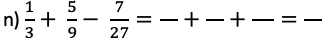 n) 1/3 + 5/9 − 7/27 = — + — + — = —